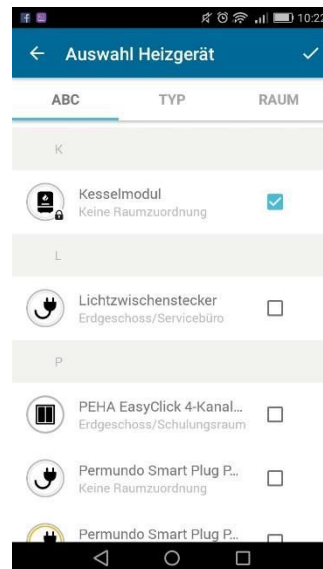 10:22
Auswahl Heizgerät
ABC
TYP
RAUM
K
Kesselmodul
Keine Raumzuordnung
L
Lichtzwischenstecker
Erdgeschoss/Servicebüro
P
PEHA EasyClick 4-Kanal...
Erdgeschoss/Schulungsraum
Permundo Smart Plug P...
Keine Raumzuordnung
Permundo Smart Plug P...